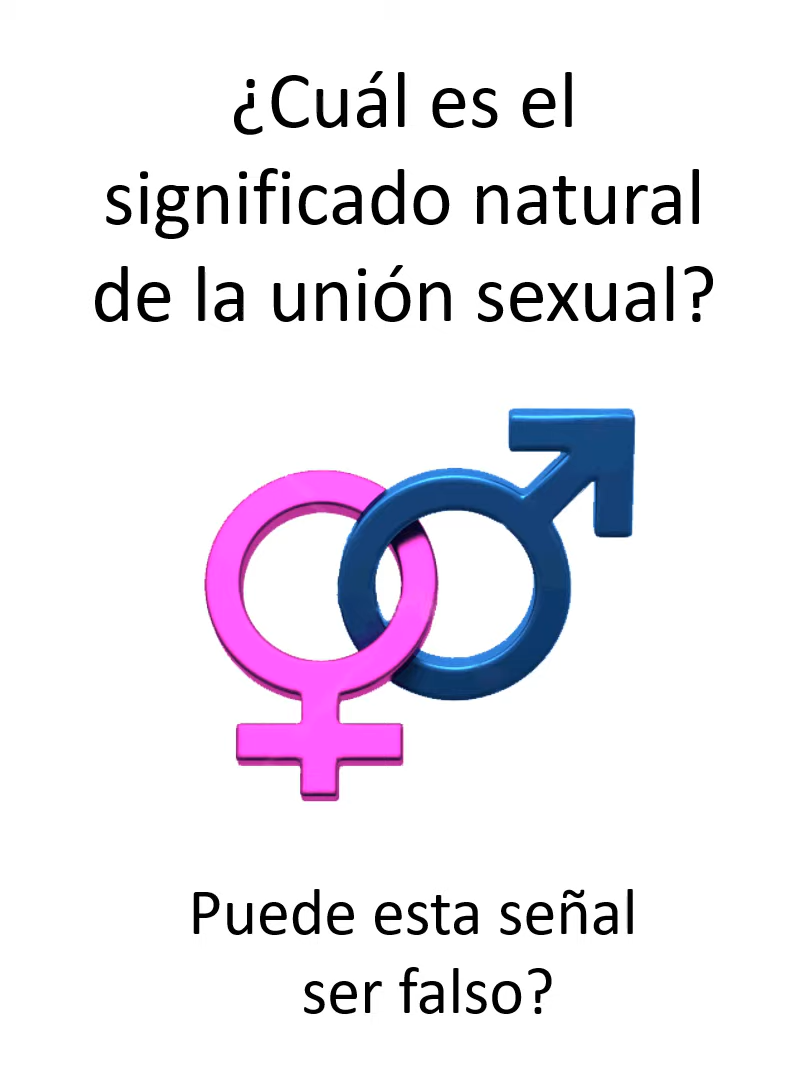 ¿Cuál es el
significado natural
de la unión sexual?
Puede esta señal
ser falso?